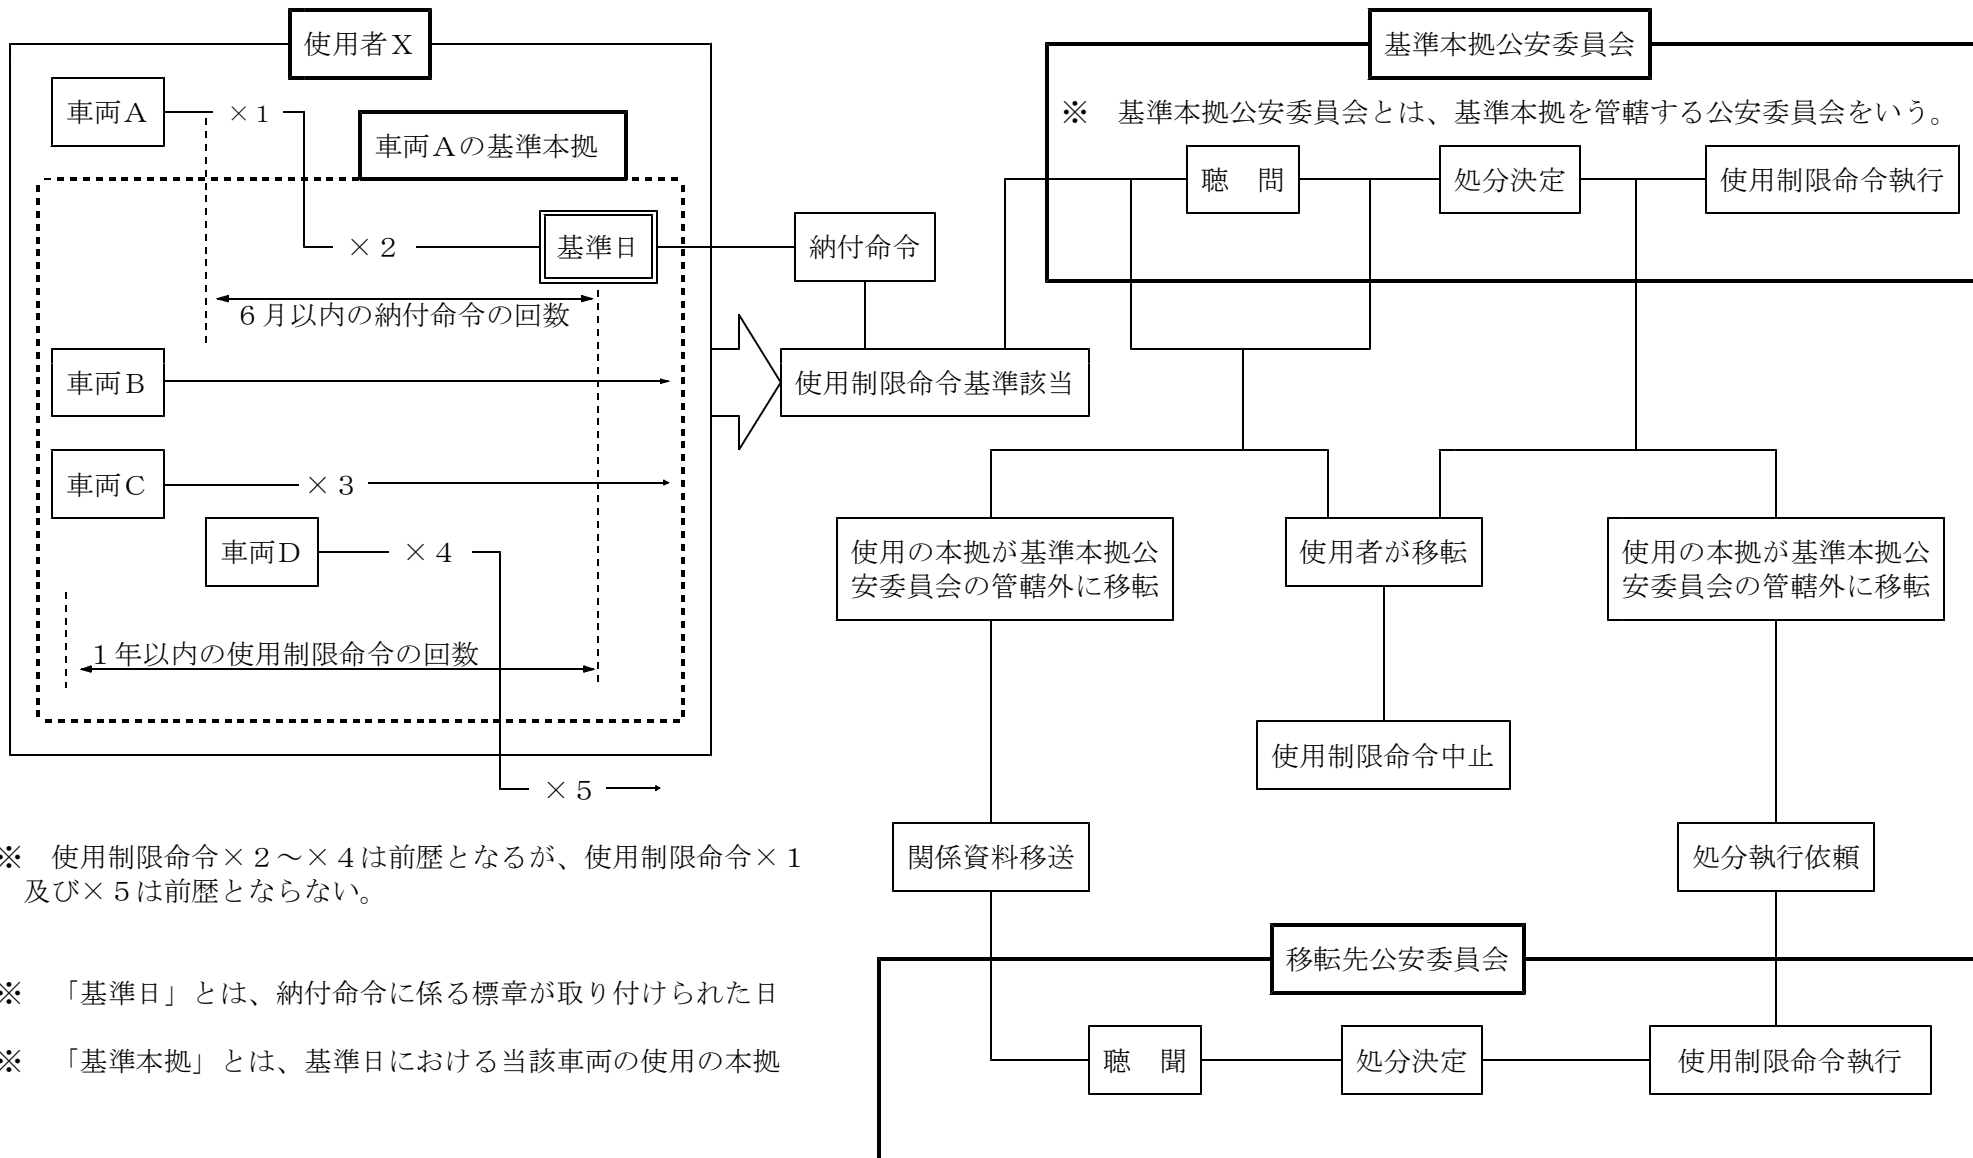 使用者Ｘ
車両Ａ
×１
車両Ａの基準本拠
×２
基準日
６月以内の納付命令の回数
車両Ｂ
車両Ｃ
×３
車両Ｄ
×４
１年以内の使用制限命令の回数
×５
※　使用制限命令×２～×４は前歴となるが、使用制限命令×１
及び×５は前歴とならない。
※　「基準日」とは、納付命令に係る標章が取り付けられた日
※　「基準本拠」とは、基準日における当該車両の使用の本拠
納付命令
使用制限命令基準該当
基準本拠公安委員会
※　基準本拠公安委員会とは、基準本拠を管轄する公安委員会をいう。
聴　問
処分決定
使用制限命令執行
使用の本拠が基準本拠公
安委員会の管轄外に移転
使用者が移転
使用の本拠が基準本拠公
安委員会の管轄外に移転
使用制限命令中止
関係資料移送
処分執行依頼
移転先公安委員会
聴　聞
処分決定
使用制限命令執行